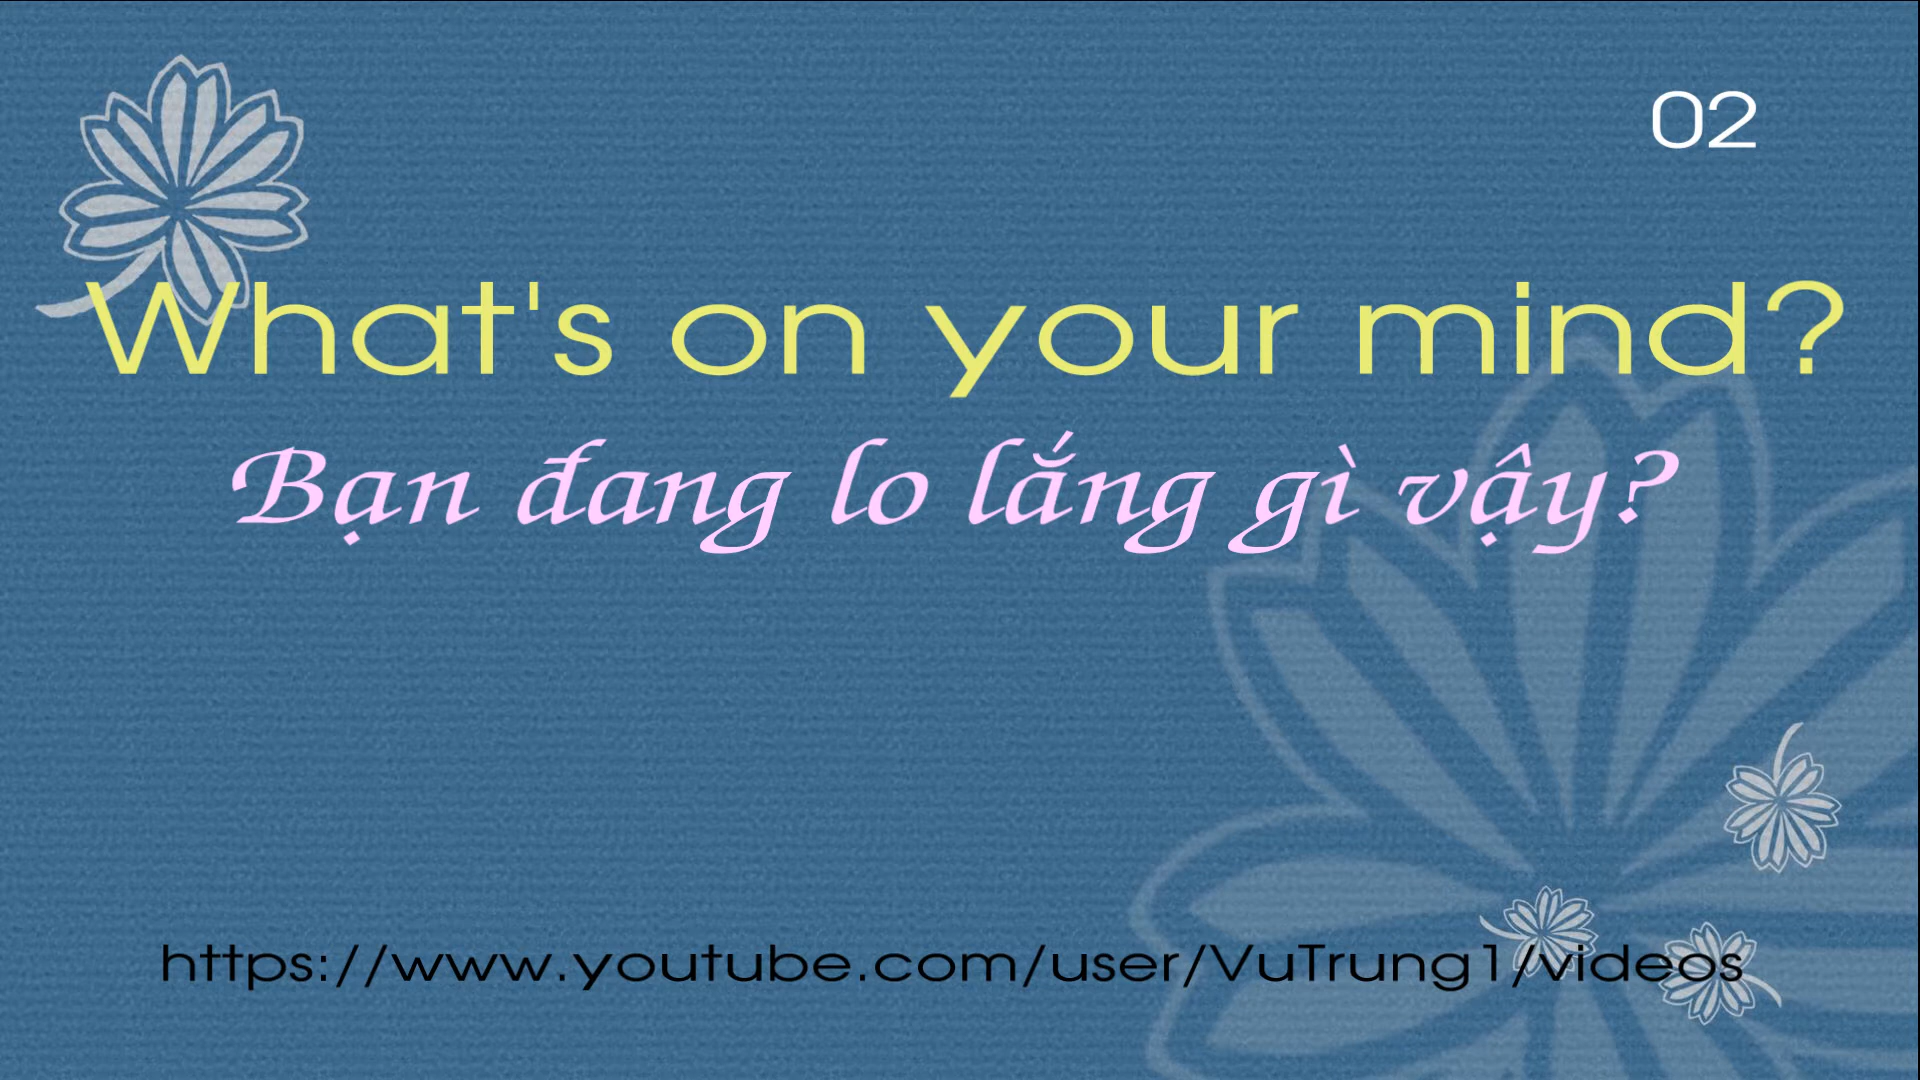 02
What's on your mind?
Bạn đang lo lắng gì vậy?
https://www.youtube.com/user/VuTrung1/videos